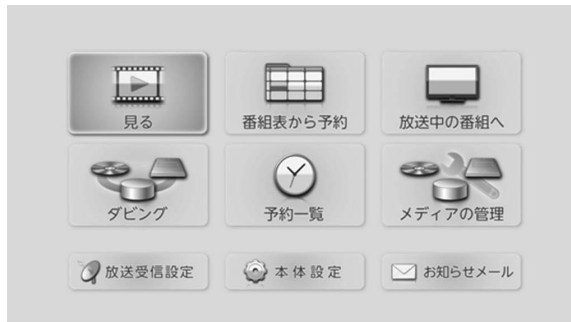 見る
番組表から予約
放送中の番組へ
ダビング
予約一覧
メディアの管理
放送受信設定
本体設定
お知らせメール